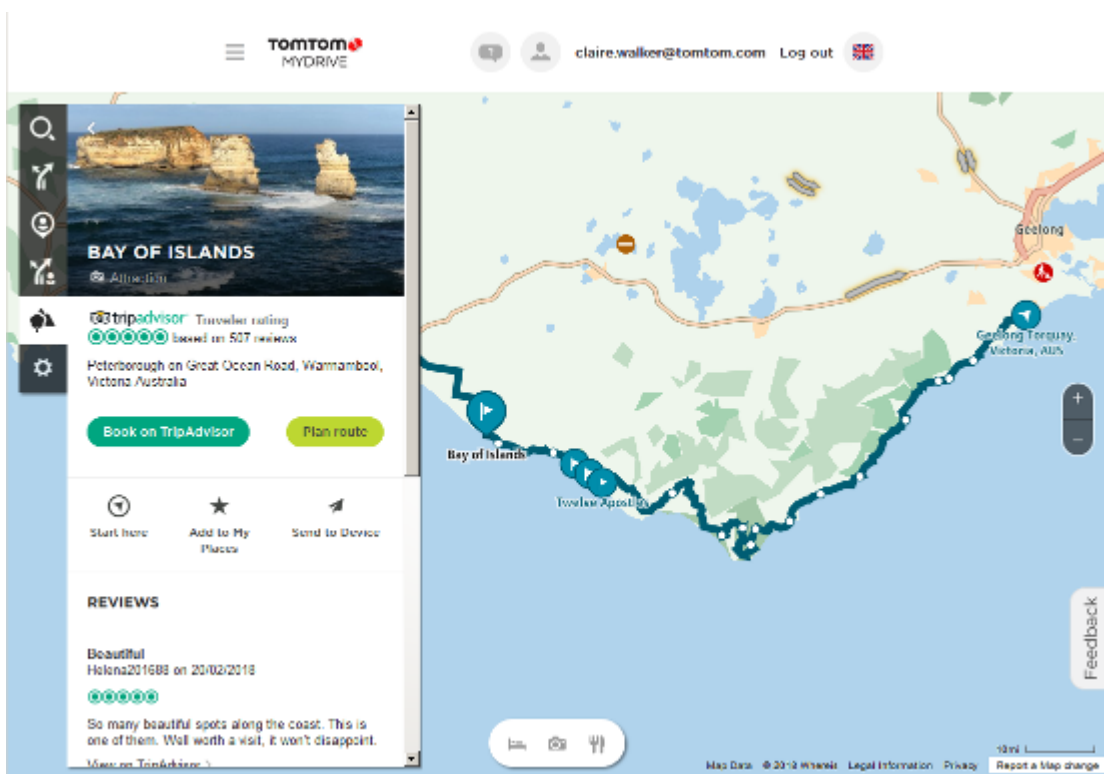 TOMTOM
MYDRIVE
claire.walker@tomtom.com Log out
BAY OF ISLANDS
Attraction
tripadvisor Traveler rating
based on 507 reviews
Peterborough on Great Ocean Road, Warrnambool,
Victoria Australia
Book on TripAdvisor Plan route
Start here
Add to My
Places
Send to Device
REVIEWS
Beautiful
Helena201688 on 20/02/2018
So many beautiful spots along the coast. This is
one of them. Well worth a visit, it won't disappoint.
View on TripAdvisor >
Geelong
Geelong Torquay,
Victoria, AUS
Bay of Islands
Twelve Apostles
+
−
Feedback
10mi
Map Data © 2018 Whereis Legal Information Privacy Report a Map change